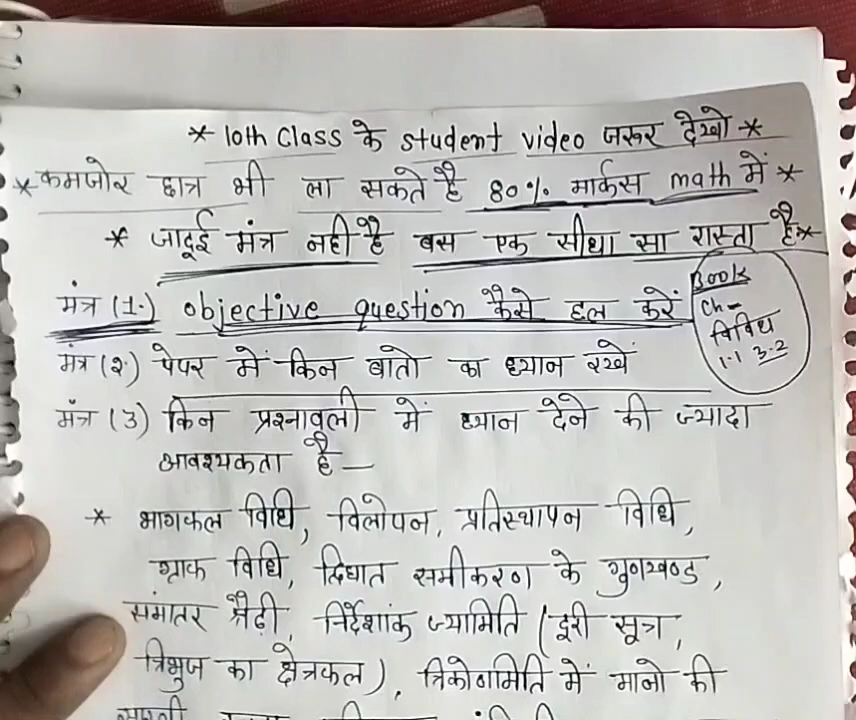 * 10th Class के student video जरूर देखो *
* कमजोर छात्र भी ला सकते है 80% मार्कस math में *
* जादूई मंत्र नही है बस एक सीधा सा रास्ता है *
मंत्र (1.) objective question कैसे हल करें
Book
Ch-
विविध
1.1 3.2
मंत्र (२.) पेपर में किन बातो का ध्यान रखें
मंत्र (3) किन प्रश्नावली में ध्यान देने की ज्यादा
आवश्यकता है —
* भागफल विधि, विलोपन, प्रतिस्थापन विधि,
ग्राफ विधि, द्विघात समीकरण के गुणखण्ड,
समांतर श्रेढ़ी, निर्देशांक ज्यामिति (दूरी सूत्र,
त्रिभुज का क्षेत्रफल), त्रिकोणमिति में मानो की